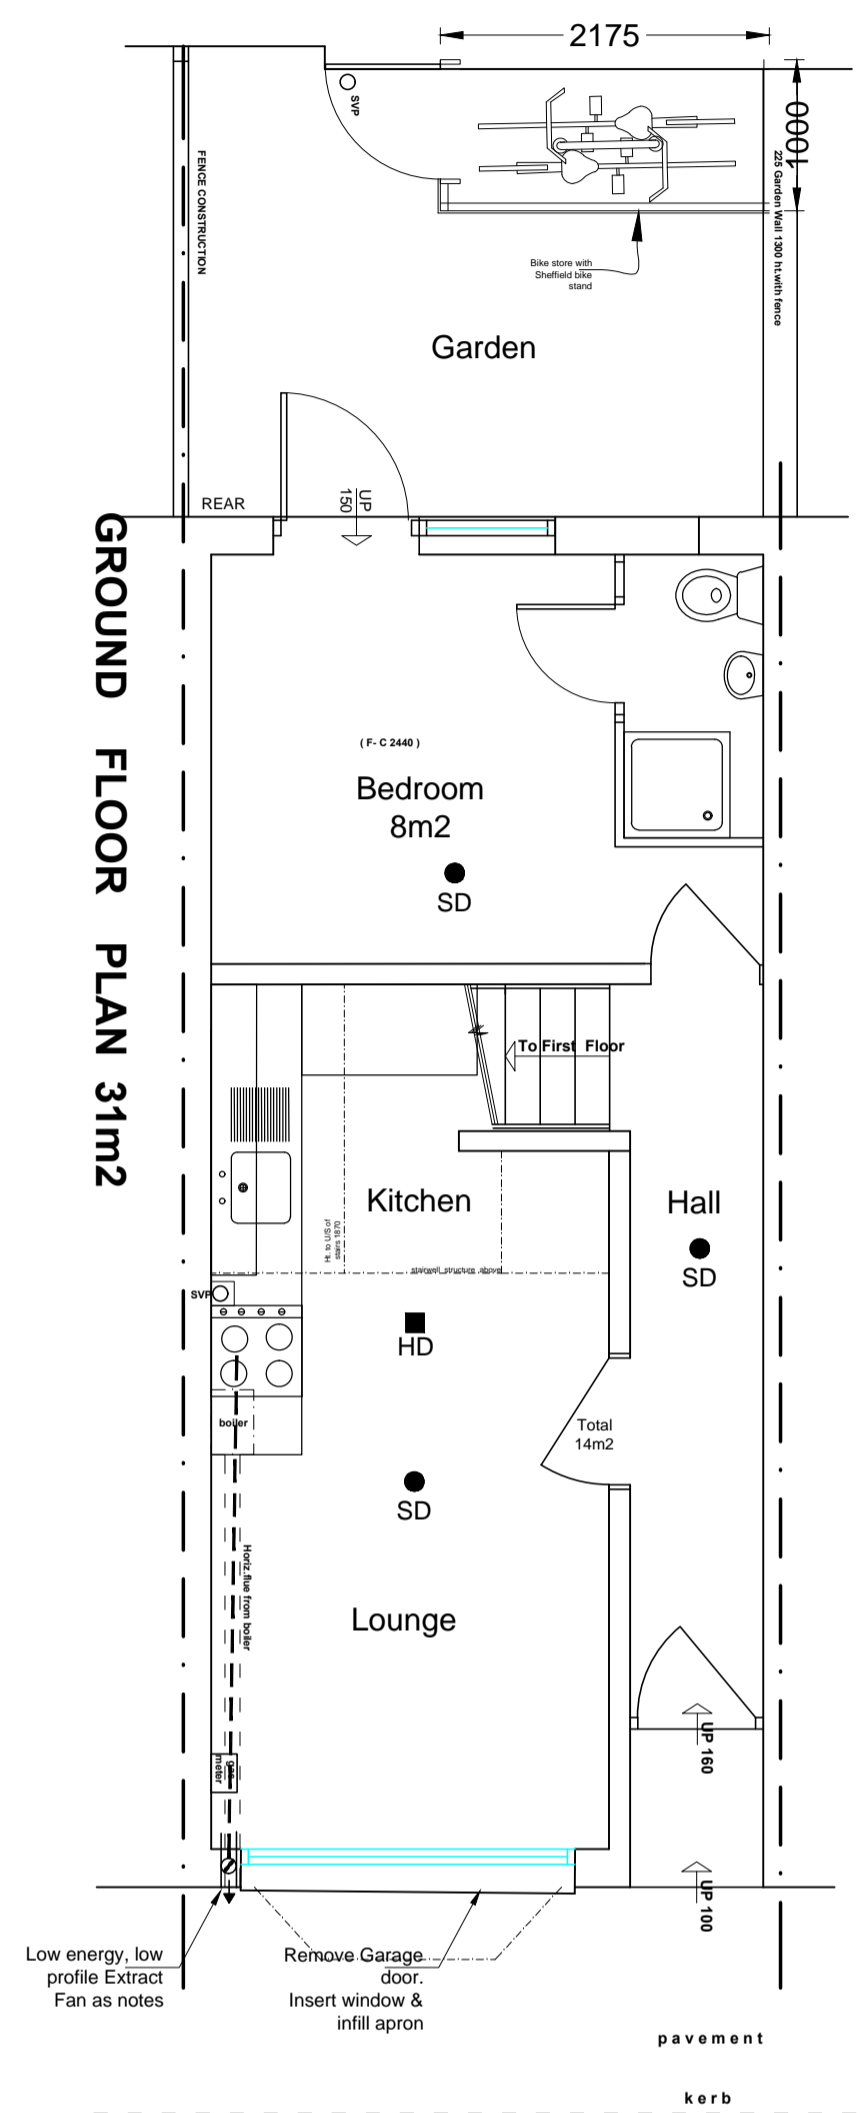 2175
1000
SVP
FENCE CONSTRUCTION
225 Garden Wall 1300 ht.with fence
Bike store with
Sheffield bike
stand
Garden
REAR
UP
150
GROUND FLOOR PLAN 31m2
( F- C 2440 )
Bedroom
8m2
SD
To First Floor
Kitchen
Hall
SD
Ht. to U/S of
stairs 1870
stairwell structure above
SVP
HD
boiler
Total
14m2
SD
Horiz.flue from boiler
Lounge
gas
meter
UP 160
UP 100
Low energy, low
profile Extract
Fan as notes
Remove Garage
door.
Insert window &
infill apron
pavement
kerb